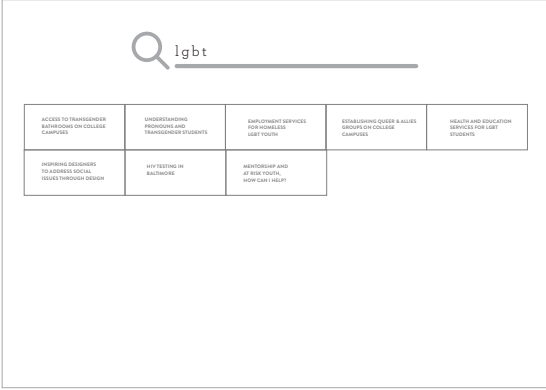 lgbt
ACCESS TO TRANSGENDER
BATHROOMS ON COLLEGE
CAMPUSES
UNDERSTANDING
PRONOUNS AND
TRANSGENDER STUDENTS
EMPLOYMENT SERVICES
FOR HOMELESS
LGBT YOUTH
ESTABLISHING QUEER & ALLIES
GROUPS ON COLLEGE
CAMPUSES
HEALTH AND EDUCATION
SERVICES FOR LGBT
STUDENTS
INSPIRING DESIGNERS
TO ADDRESS SOCIAL
ISSUES THROUGH DESIGN
HIV TESTING IN
BALTIMORE
MENTORSHIP AND
AT RISK YOUTH,
HOW CAN I HELP?